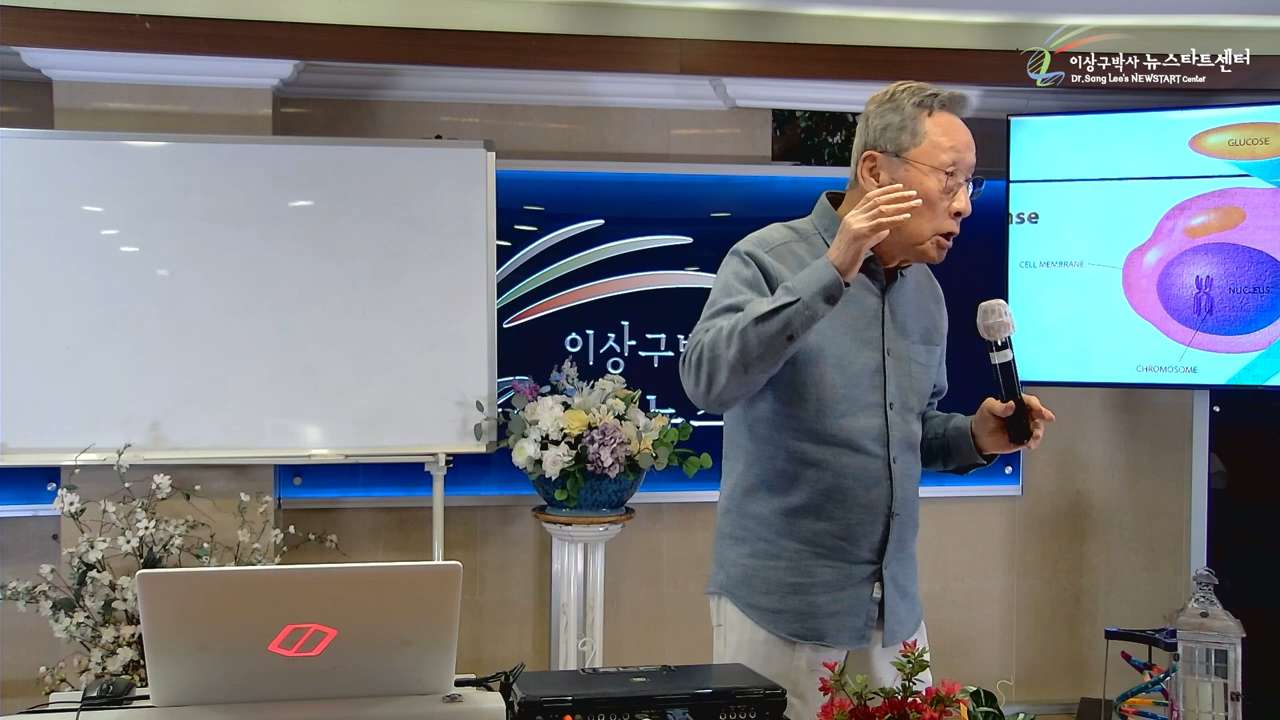 이상구박사 뉴스타트센터
Dr. Sang Lee's NEWSTART Center
GLUCOSE
CELL MEMBRANE
NUCLEUS
CHROMOSOME
이상구